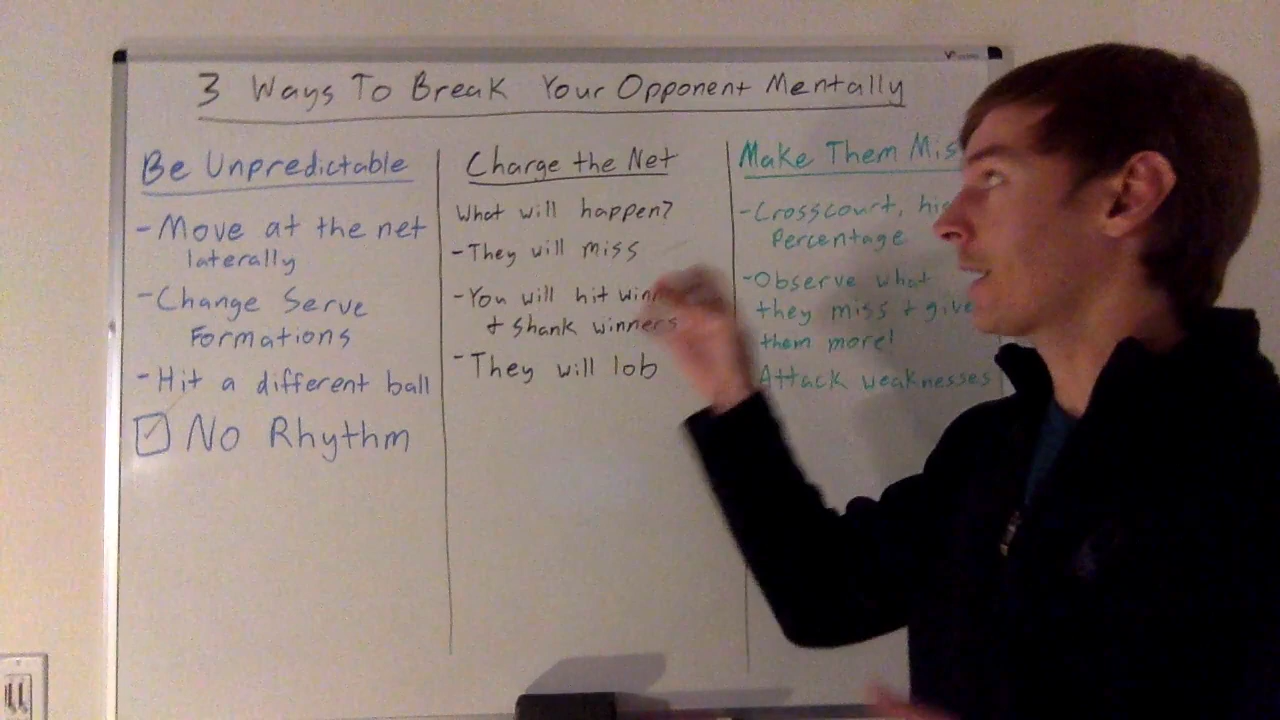 3 Ways To Break Your Opponent Mentally
Be Unpredictable
- Move at the net
laterally
- Change Serve
Formations
- Hit a different ball
No Rhythm
Charge the Net
What will happen?
- They will miss
- You will hit
+ shank winners
- They will lob
Make Them
- Crosscourt,
Percentage
- Observe what
they miss + give
them more!
Attack weaknesses